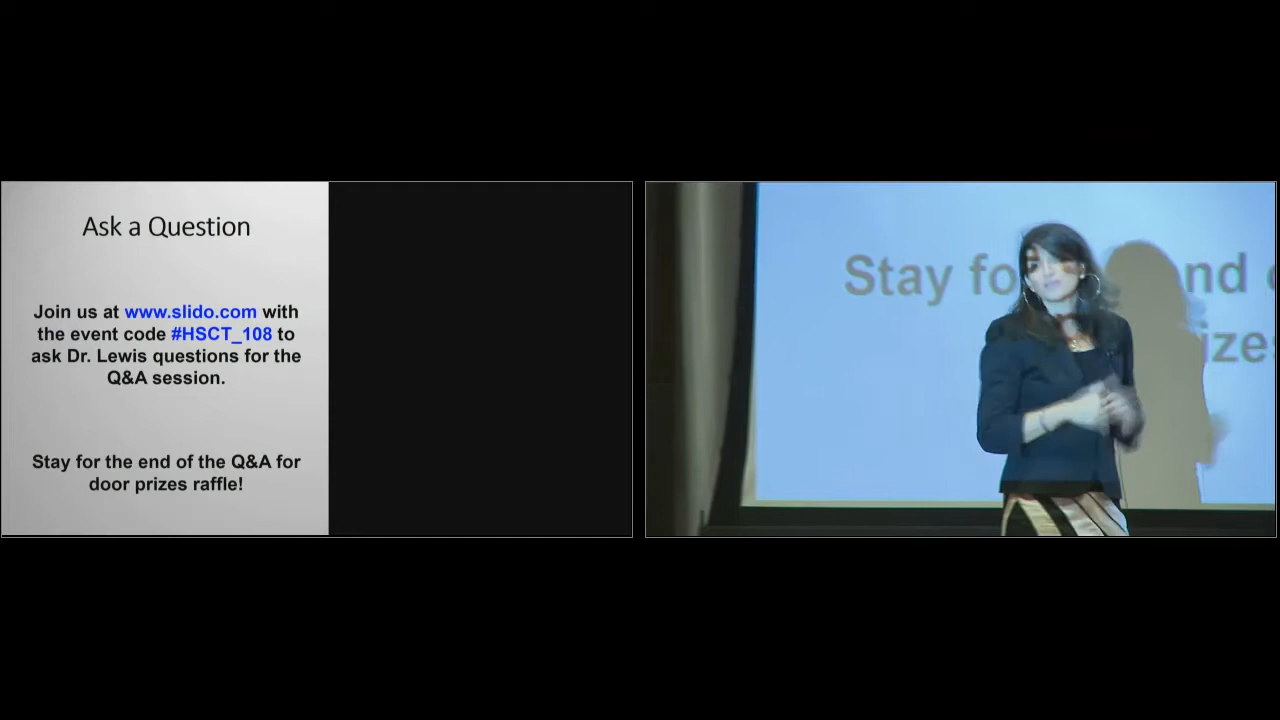 Ask a Question
Join us at www.slido.com with
the event code #HSCT_108 to
ask Dr. Lewis questions for the
Q&A session.
Stay for the end of the Q&A for
door prizes raffle!
Stay fo nd
izes